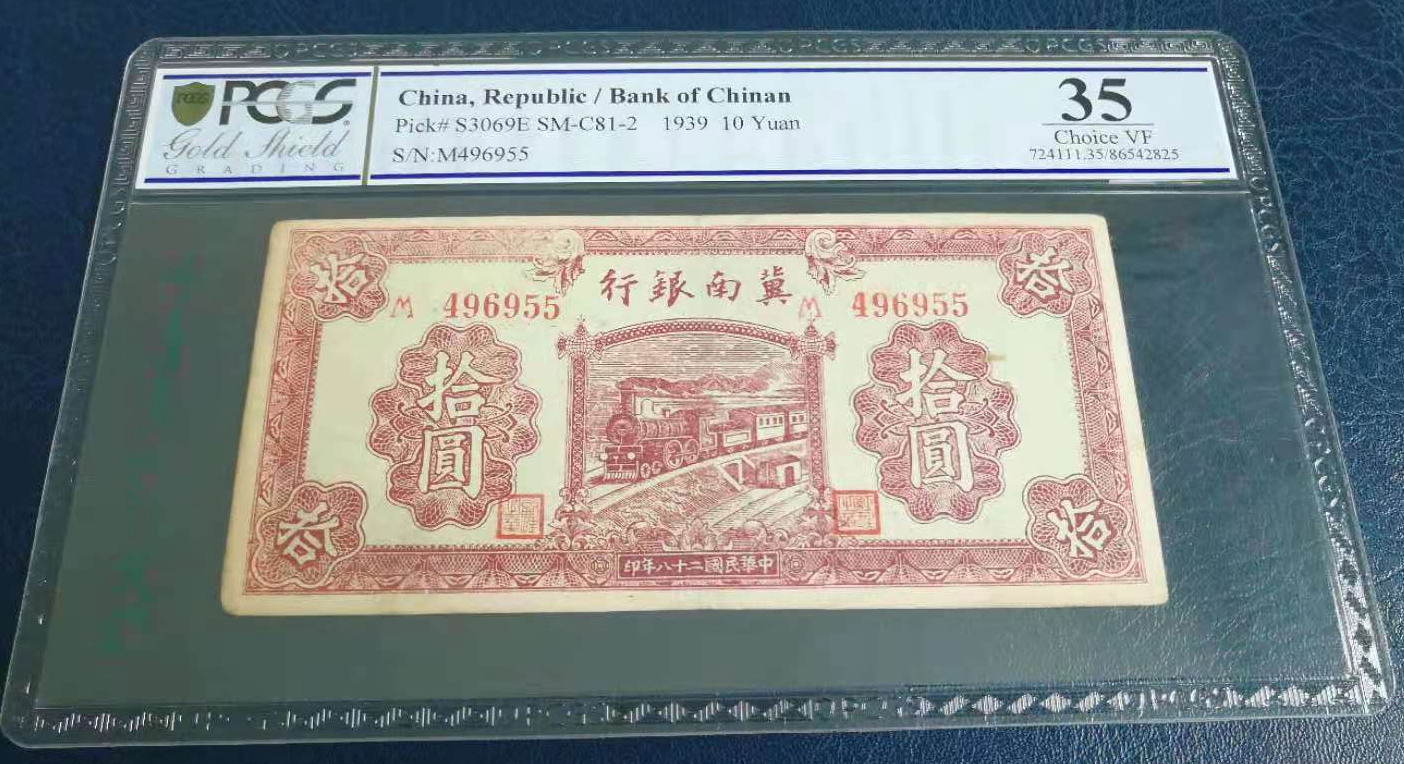 PCGS
Gold Shield
GRADING
China, Republic / Bank of Chinan
Pick# S3069E SM-C81-2 1939 10 Yuan
S/N:M496955
35
Choice VF
724111.35/86542825
拾
行銀南冀
拾
M 496955
M 496955
拾圓
拾圓
拾
印年八十二國民華中
拾